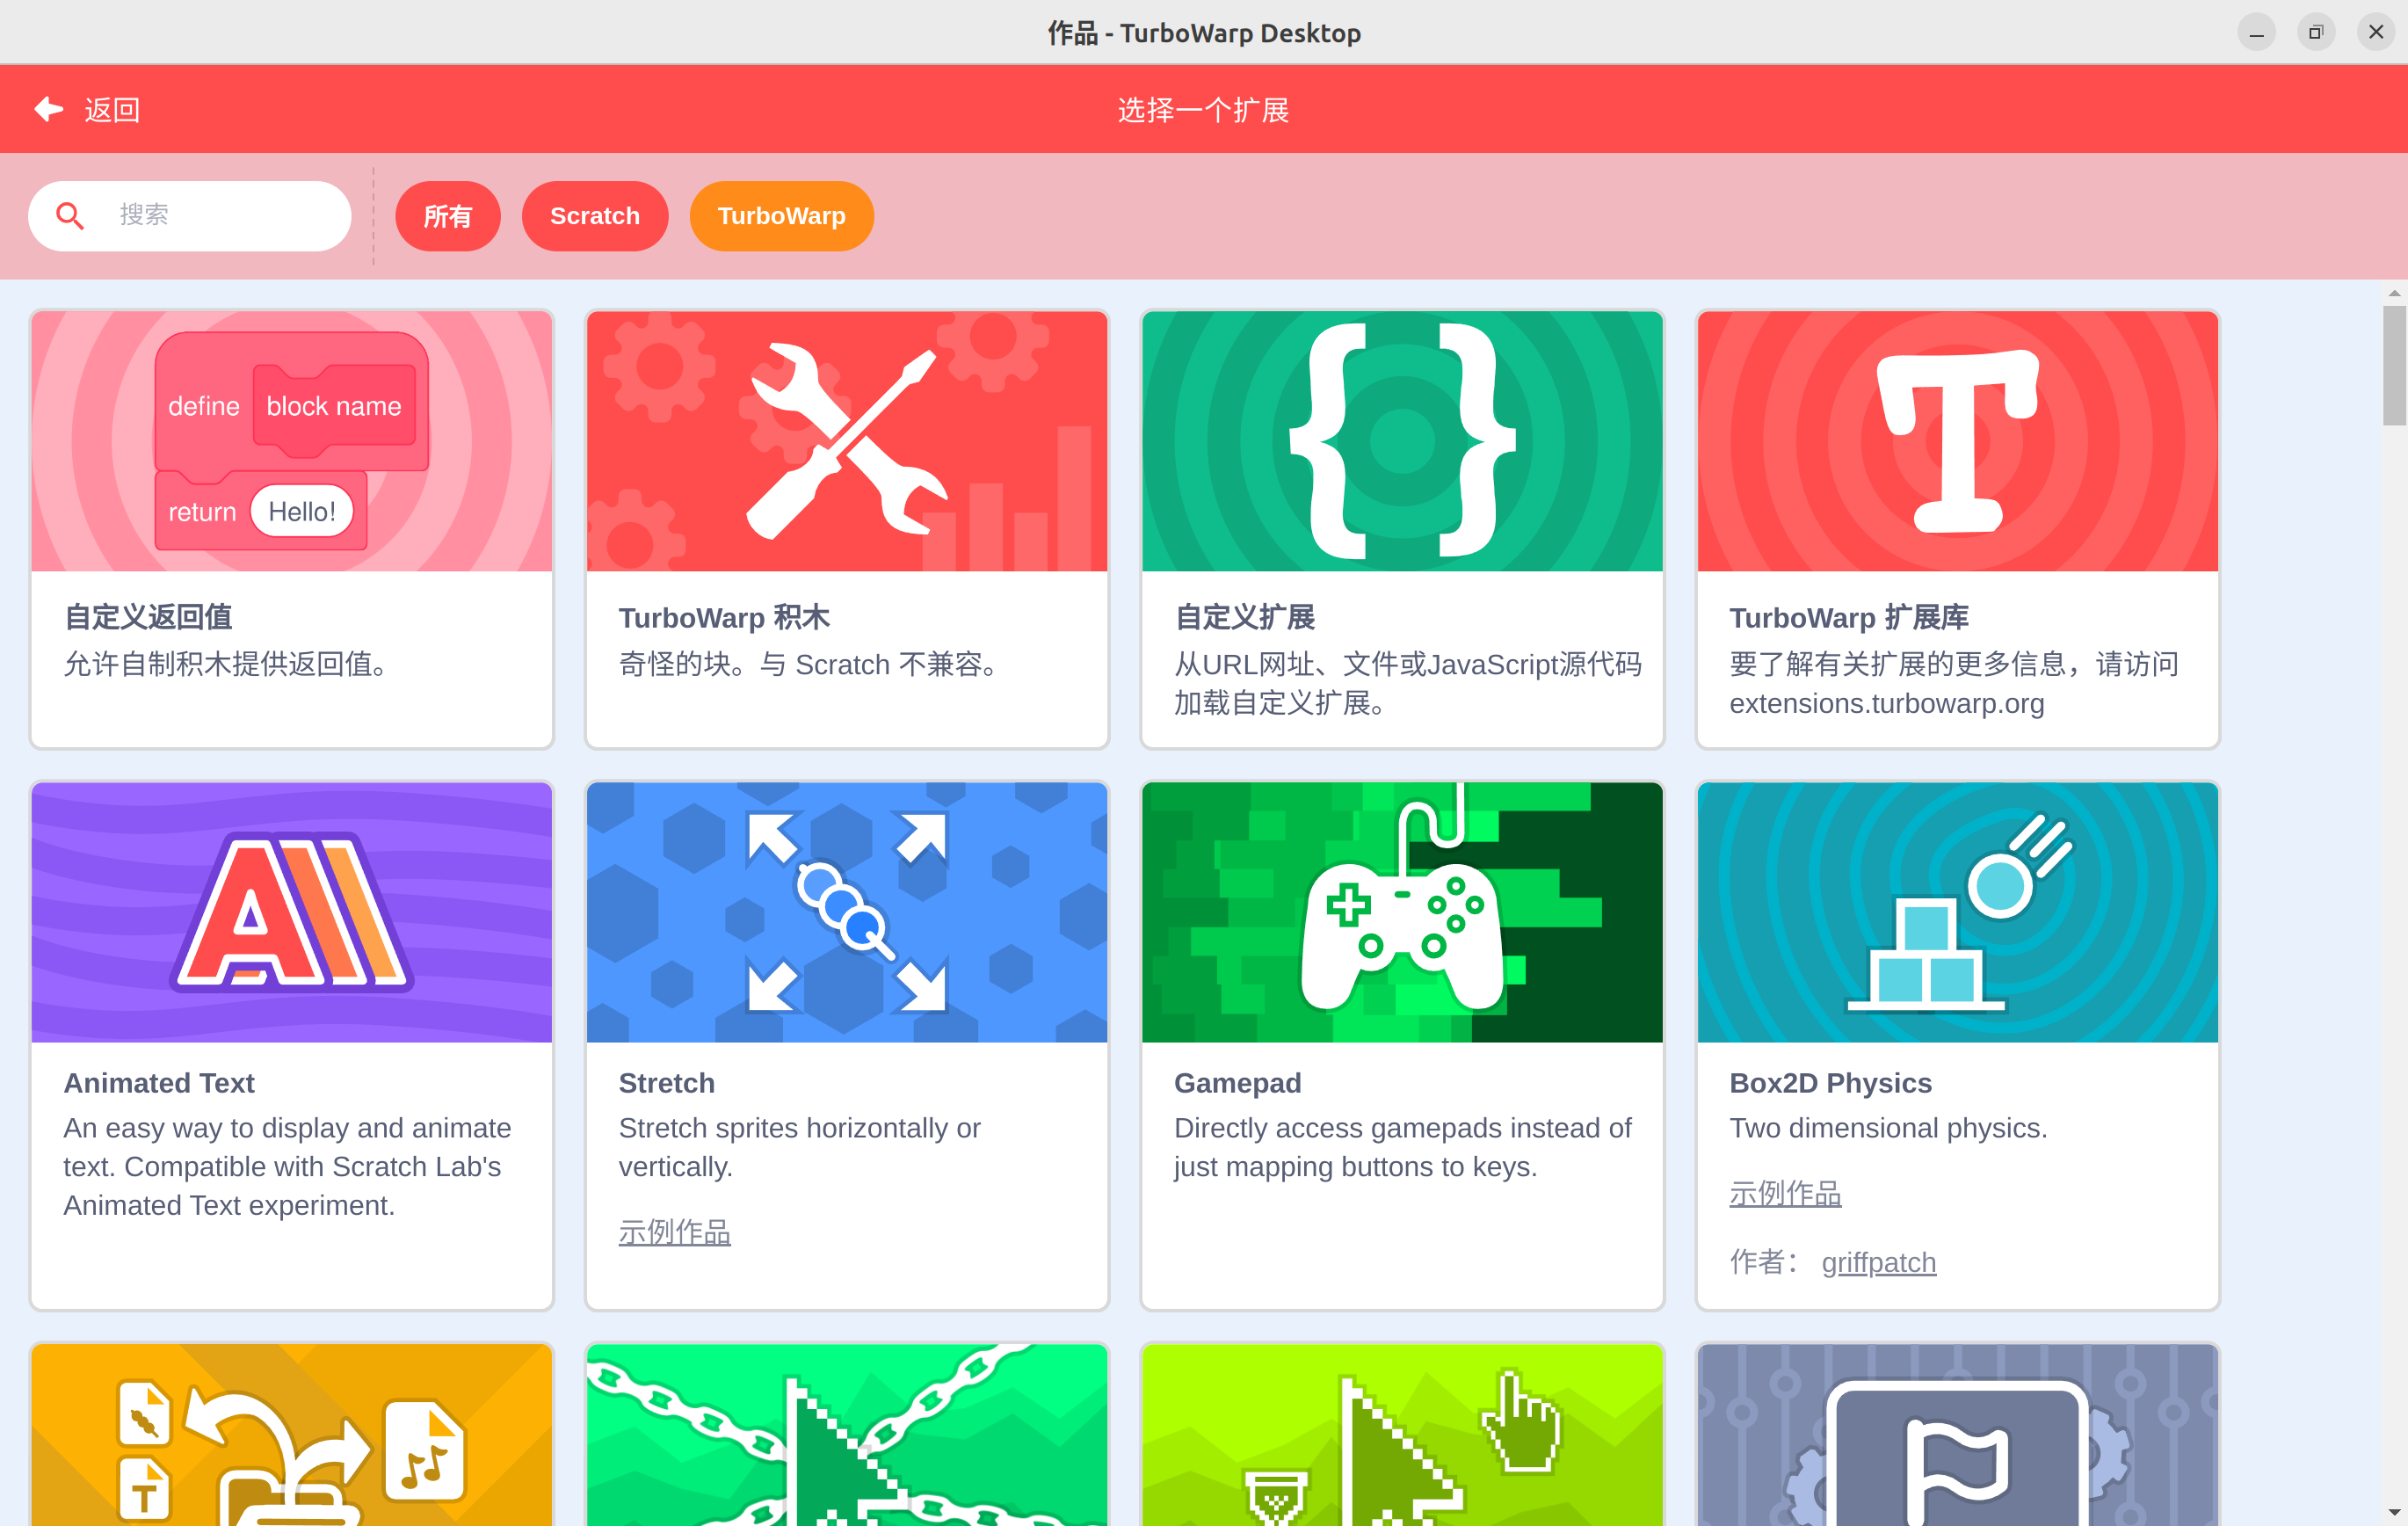 作品 - TurboWarp Desktop
返回
选择一个扩展
搜索
所有
Scratch
TurboWarp
define block name
return Hello!
自定义返回值
允许自制积木提供返回值。
TurboWarp 积木
奇怪的块。与 Scratch 不兼容。
自定义扩展
从URL网址、文件或JavaScript源代码
加载自定义扩展。
TurboWarp 扩展库
要了解有关扩展的更多信息，请访问
extensions.turbowarp.org
Animated Text
An easy way to display and animate
text. Compatible with Scratch Lab's
Animated Text experiment.
Stretch
Stretch sprites horizontally or
vertically.
示例作品
Gamepad
Directly access gamepads instead of
just mapping buttons to keys.
Box2D Physics
Two dimensional physics.
示例作品
作者： griffpatch